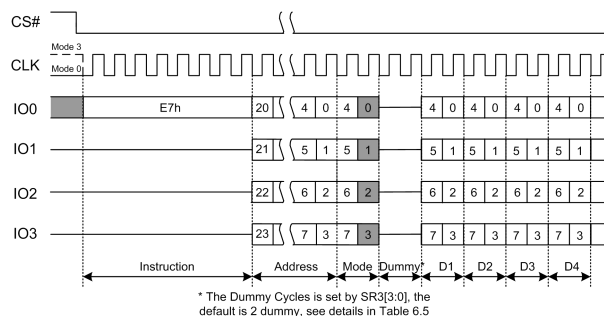 CS#
Mode 3
CLK
Mode 0
IO0 E7h 20 4 0 4 0 4 0 4 0 4 0 4 0
IO1 21 5 1 5 1 5 1 5 1 5 1 5 1
IO2 22 6 2 6 2 6 2 6 2 6 2 6 2
IO3 23 7 3 7 3 7 3 7 3 7 3 7 3
Instruction Address Mode Dummy* D1 D2 D3 D4
* The Dummy Cycles is set by SR3[3:0], the
default is 2 dummy, see details in Table 6.5